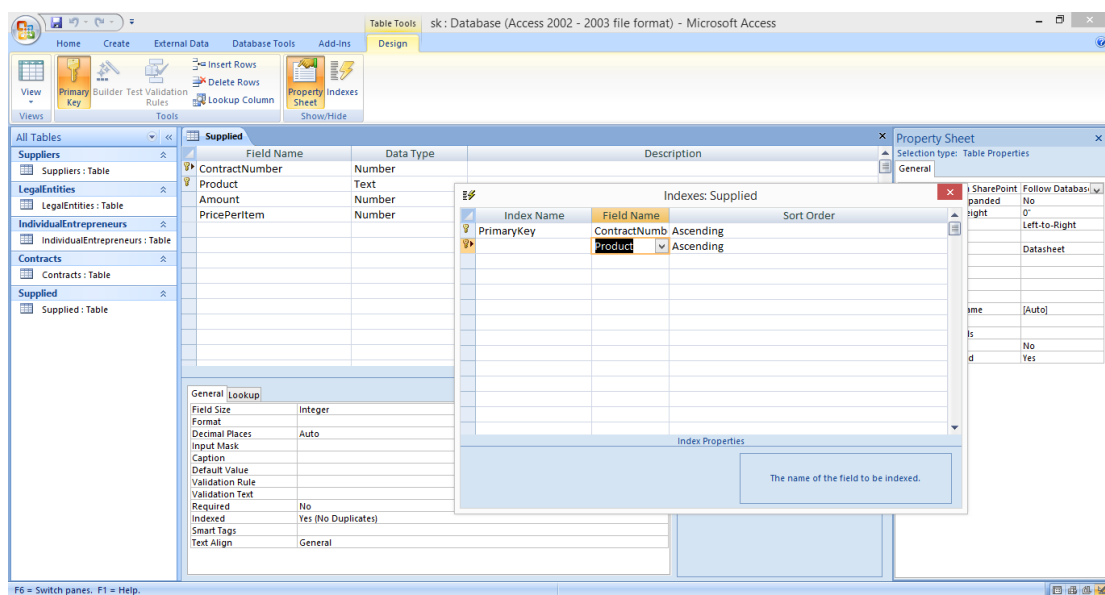 Table Tools sk : Database (Access 2002 - 2003 file format) - Microsoft Access
Home Create External Data Database Tools Add-Ins Design
View
Views
Primary Key
Builder
Test Validation Rules
Insert Rows
Delete Rows
Lookup Column
Tools
Property Sheet
Indexes
Show/Hide
All Tables
Suppliers
Suppliers : Table
LegalEntities
LegalEntities : Table
IndividualEntrepreneurs
IndividualEntrepreneurs : Table
Contracts
Contracts : Table
Supplied
Supplied : Table
Supplied
Field Name Data Type Description
ContractNumber Number
Product Text
Amount Number
PricePerItem Number
General Lookup
Field Size Integer
Format
Decimal Places Auto
Input Mask
Caption
Default Value
Validation Rule
Validation Text
Required No
Indexed Yes (No Duplicates)
Smart Tags
Text Align General
Indexes: Supplied
Index Name Field Name Sort Order
PrimaryKey ContractNumb Ascending
Product Ascending
Index Properties
The name of the field to be indexed.
Property Sheet
Selection type: Table Properties
General
SharePoint Follow Databas
panded No
eight 0"
Left-to-Right
Datasheet
ame [Auto]
ls
No
d Yes
F6 = Switch panes. F1 = Help.